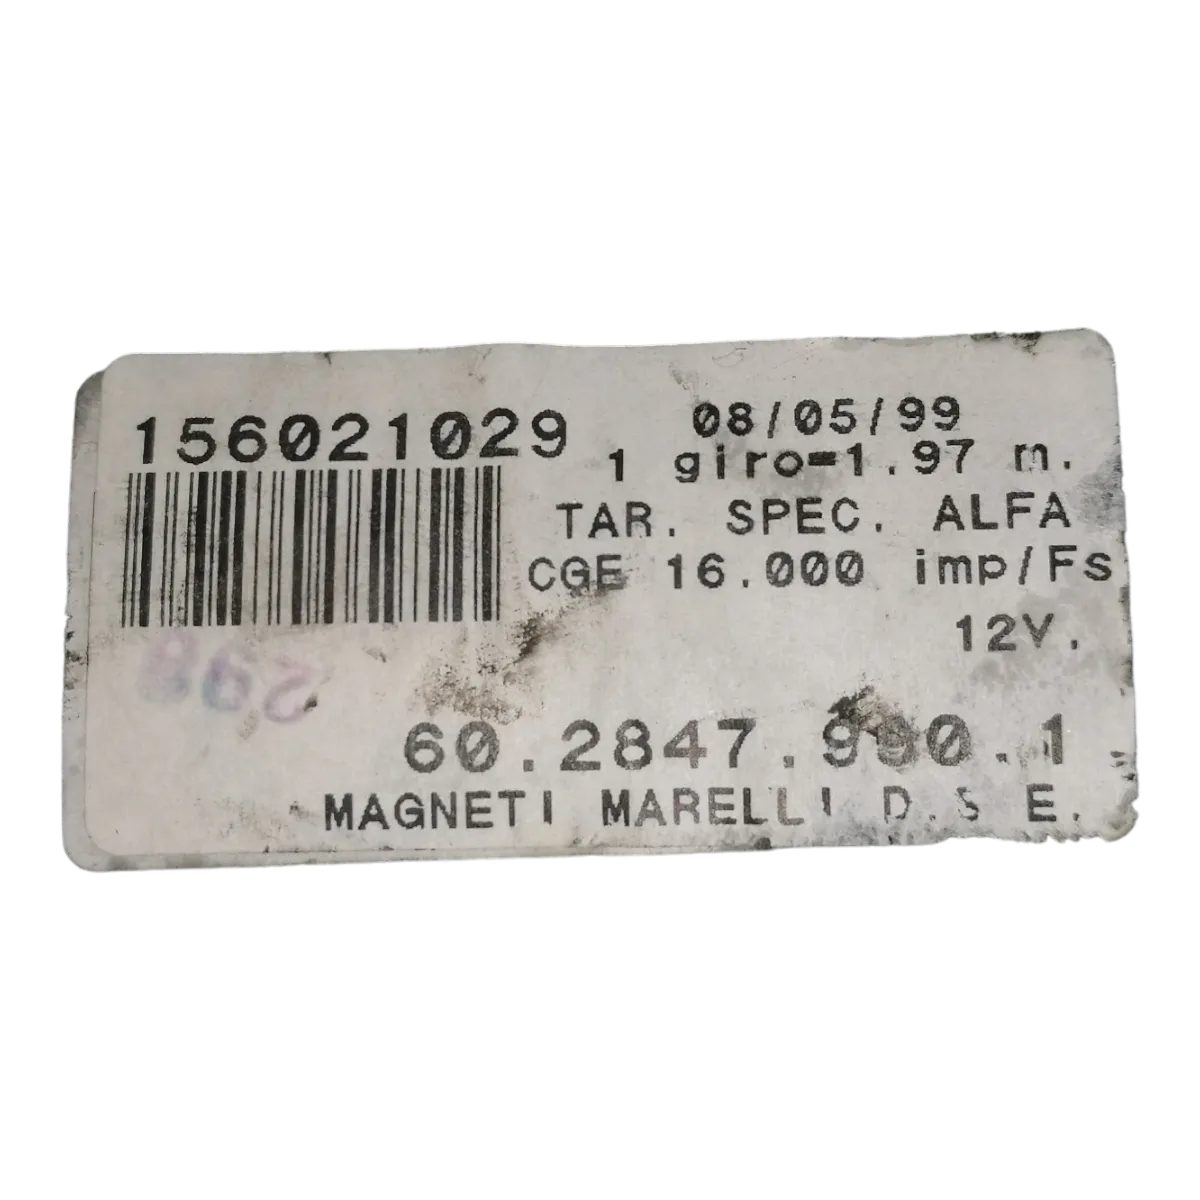 156021029
08/05/99
1 giro=1.97 m.
TAR. SPEC. ALFA
CGE 16.000 imp/Fs
12V.
60.2847.990.1
MAGNETI MARELLI D.S.E.